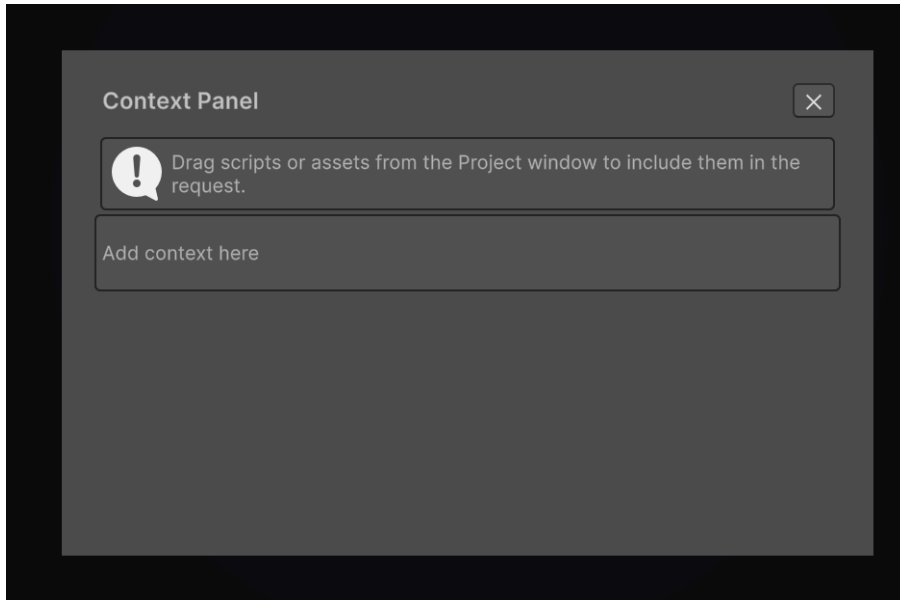 Context Panel
Drag scripts or assets from the Project window to include them in the
request.
Add context here